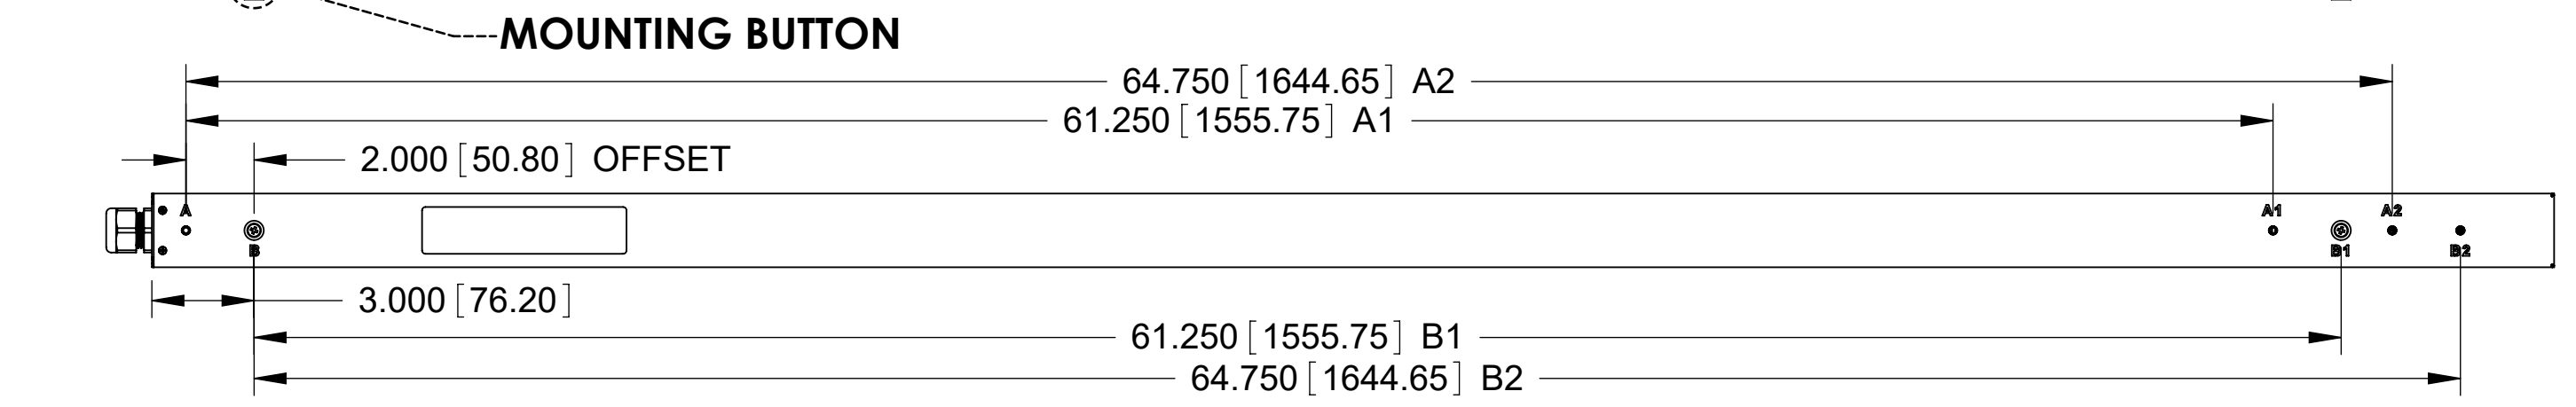 MOUNTING BUTTON
64.750 [1644.65] A2
61.250 [1555.75] A1
2.000 [50.80] OFFSET
A A1 A2
B B1 B2
3.000 [76.20]
61.250 [1555.75] B1
64.750 [1644.65] B2